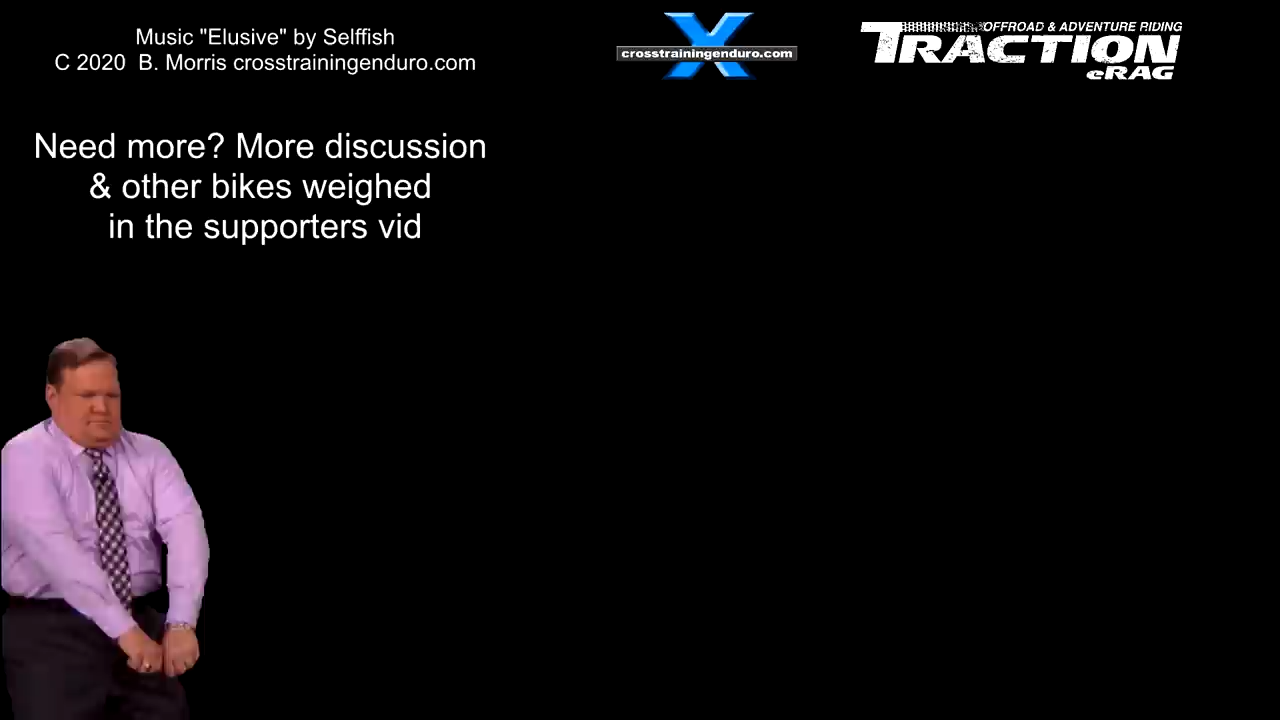 Music "Elusive" by Selffish
C 2020  B. Morris crosstrainingenduro.com
crosstrainingenduro.com
OFFROAD & ADVENTURE RIDING
TRACTION
eRAG
Need more? More discussion
& other bikes weighed
in the supporters vid